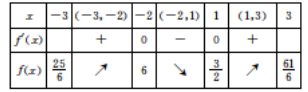 x −3 (−3,−2) −2 (−2,1) 1 (1,3) 3
f′(x) + 0 − 0 +
f(x) 25/6 ↗ 6 ↘ 3/2 ↗ 61/6